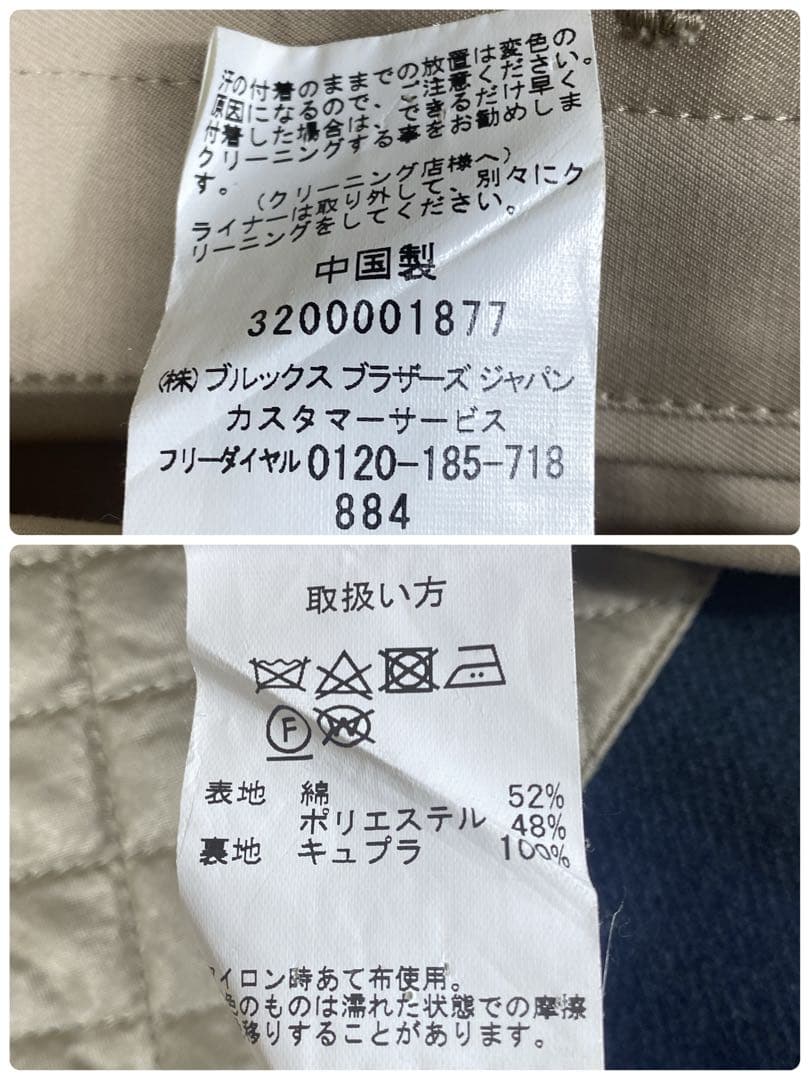 汗の付着のままでの放置は変色の
原因になるので、ご注意ください。
付着した場合は、できるだけ早く
クリーニングする事をお勧めしま
す。
(クリーニング店様へ)
ライナーは取り外して、別々にク
リーニングをしてください。
中国製
3200001877
(株)ブルックス ブラザーズ ジャパン
カスタマーサービス
フリーダイヤル 0120-185-718
884
取扱い方
F
W
表地 綿 52%
ポリエステル 48%
裏地 キュプラ 100%
イロン時あて布使用。
色のものは濡れた状態での摩擦
移りすることがあります。